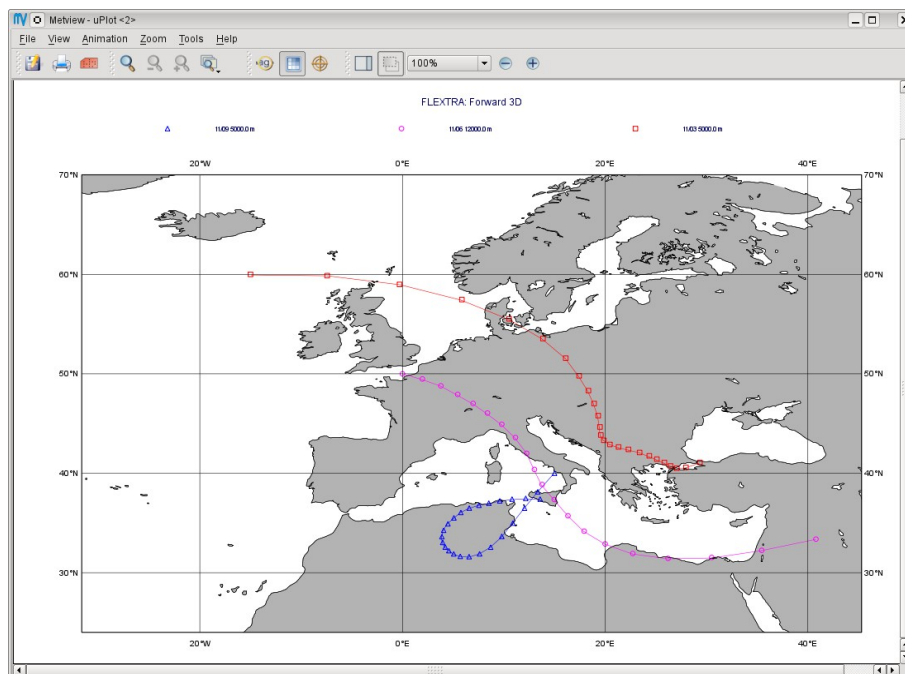 Metview - uPlot <2>
File View Animation Zoom Tools Help
100%
FLEXTRA: Forward 3D
11/09 5000.0 m 11/06 12000.0 m 11/03 5000.0 m
20°W 0°E 20°E 40°E
70°N 70°N
60°N 60°N
50°N 50°N
40°N 40°N
30°N 30°N
20°W 0°E 20°E 40°E